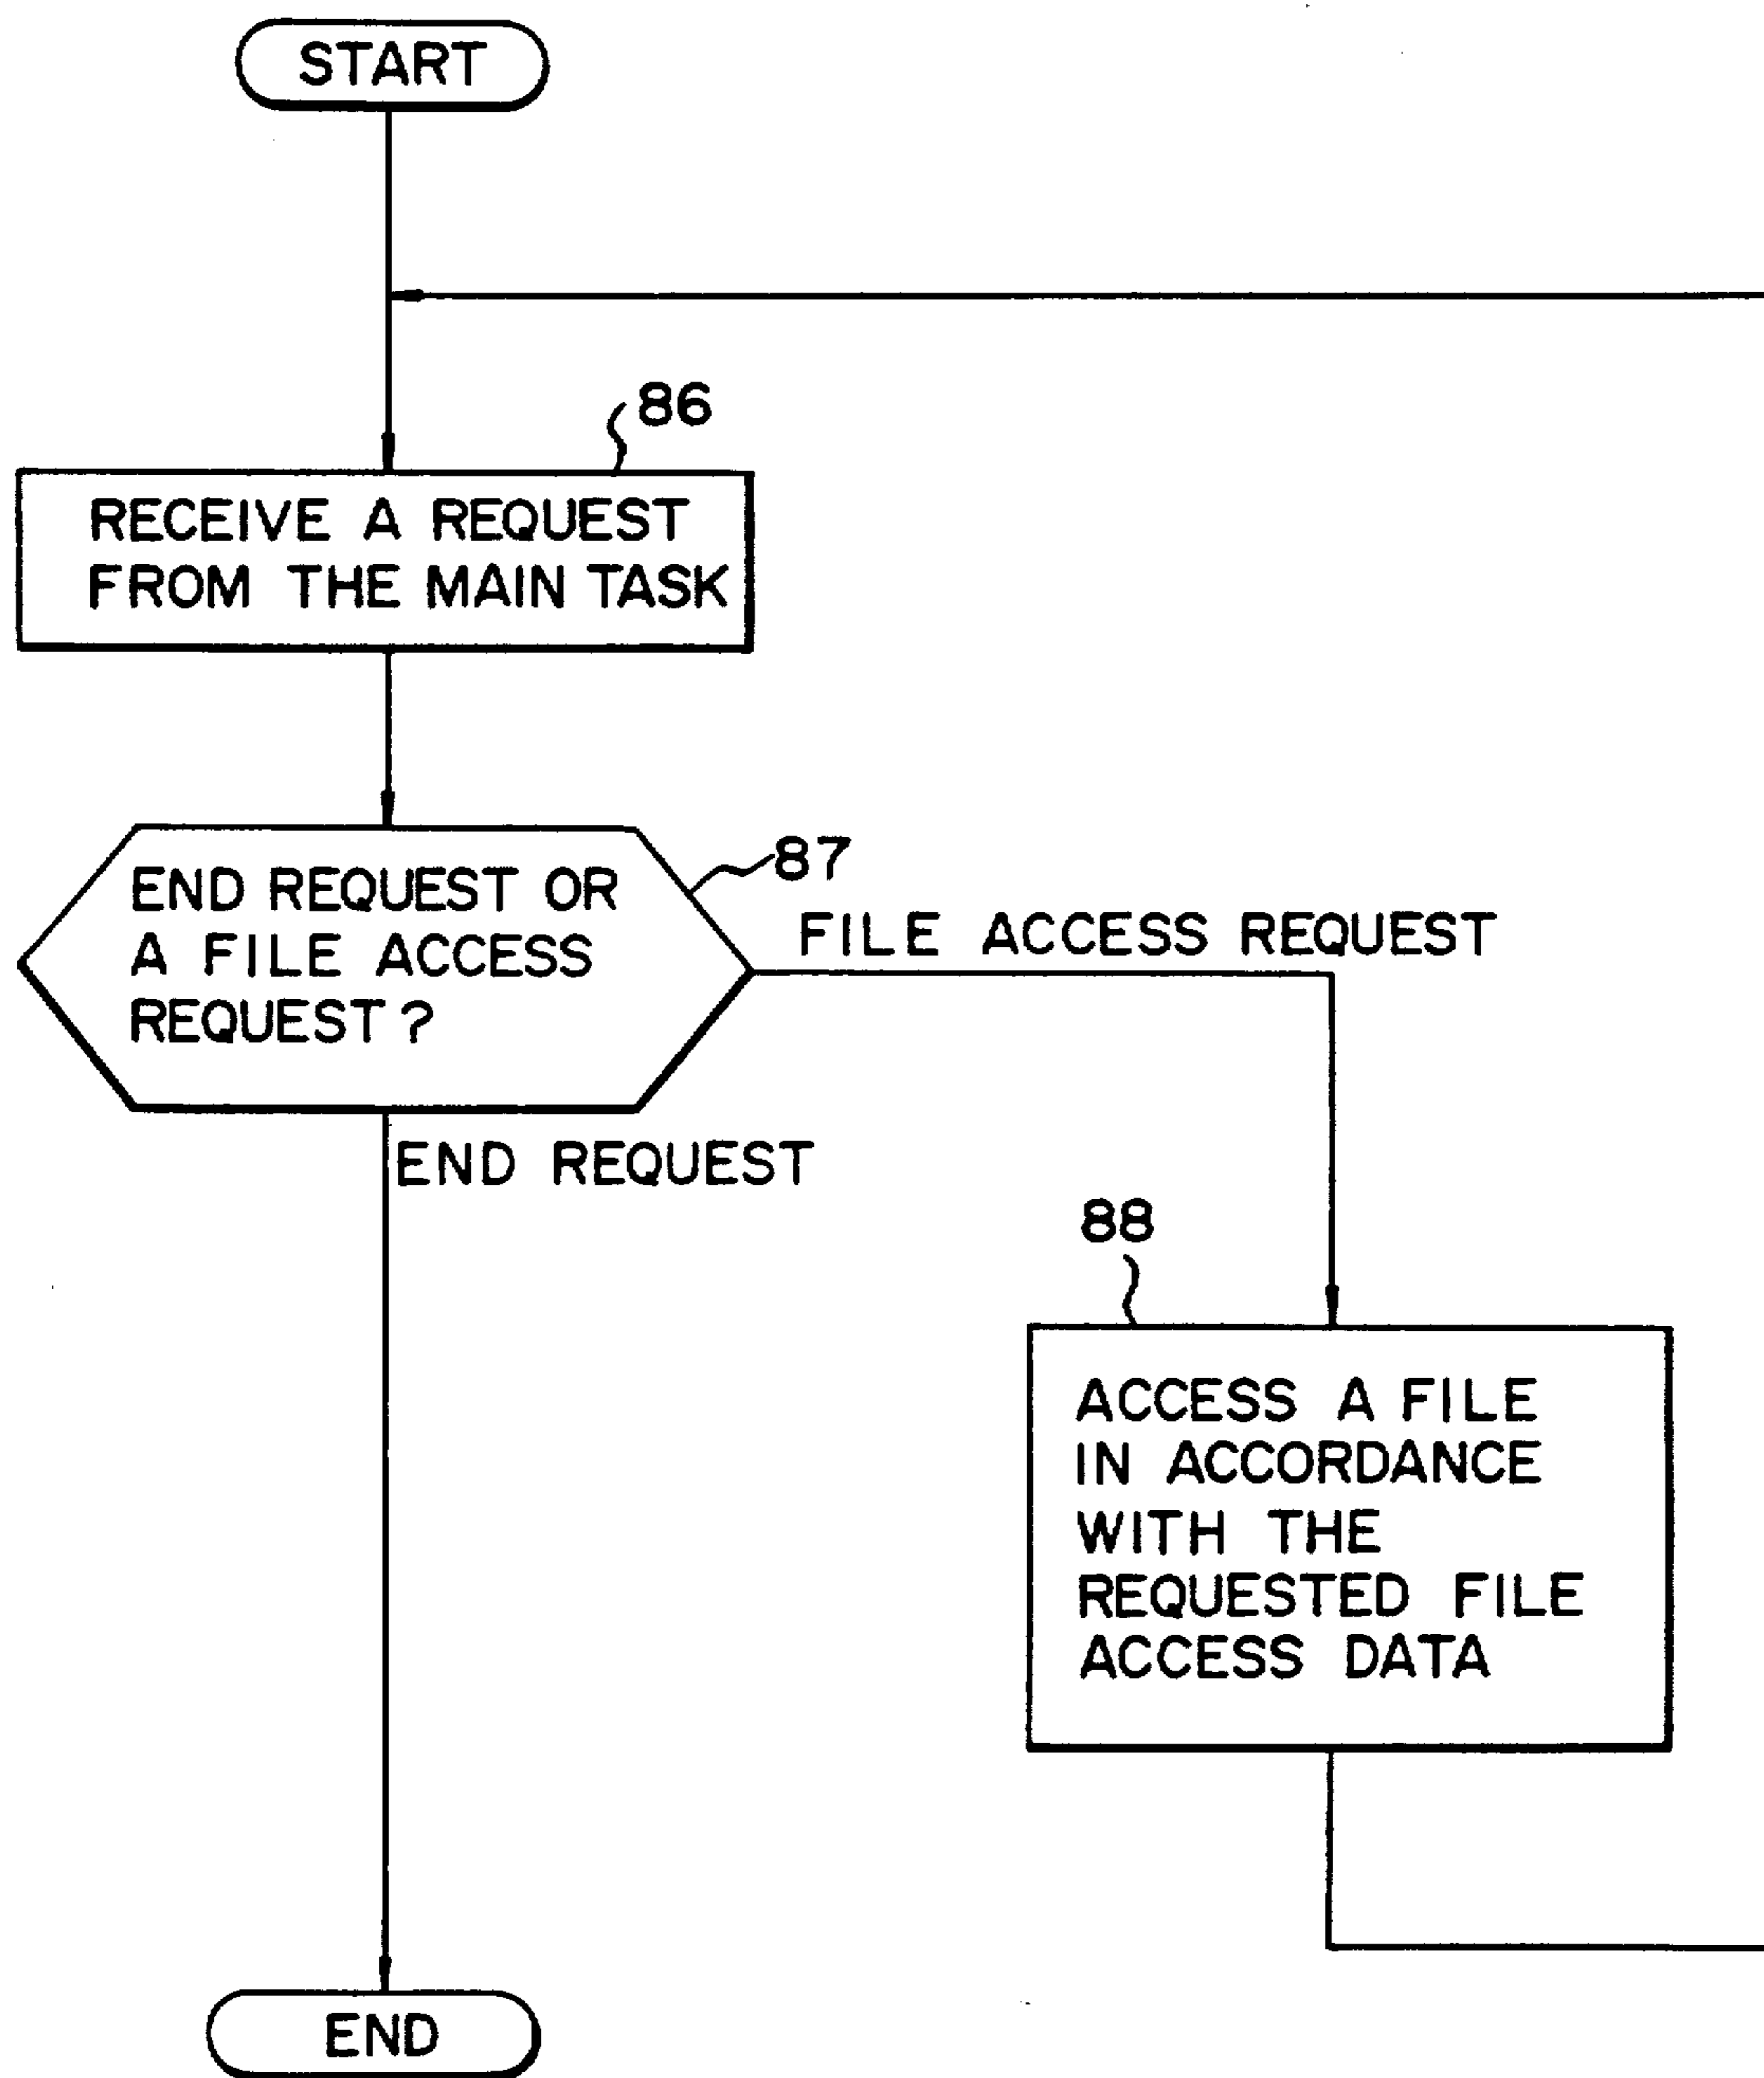 START
86
RECEIVE A REQUEST
FROM THE MAIN TASK
87
END REQUEST OR
A FILE ACCESS
REQUEST?
FILE ACCESS REQUEST
END REQUEST
88
ACCESS A FILE
IN ACCORDANCE
WITH THE
REQUESTED FILE
ACCESS DATA
END